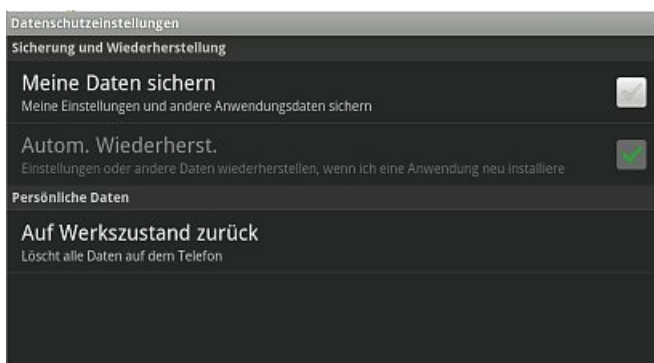 Datenschutzeinstellungen
Sicherung und Wiederherstellung
Meine Daten sichern
Meine Einstellungen und andere Anwendungsdaten sichern
Autom. Wiederherst.
Einstellungen oder andere Daten wiederherstellen, wenn ich eine Anwendung neu installiere
Persönliche Daten
Auf Werkszustand zurück
Löscht alle Daten auf dem Telefon